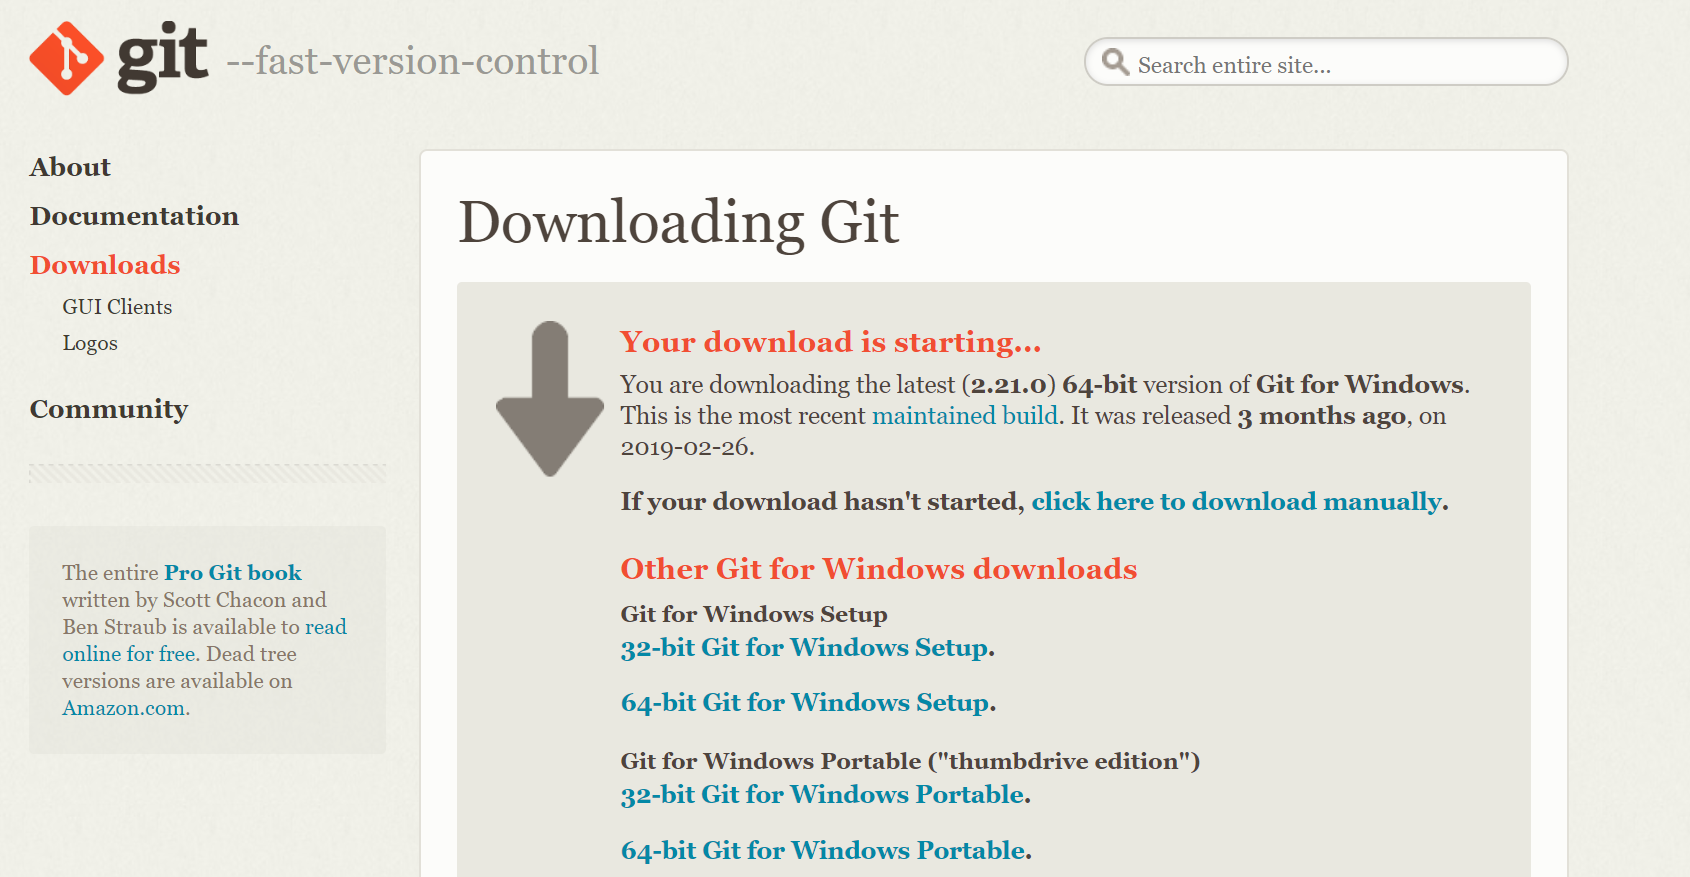 git --fast-version-control
Search entire site...
About
Documentation
Downloads
GUI Clients
Logos
Community
The entire Pro Git book
written by Scott Chacon and
Ben Straub is available to read
online for free. Dead tree
versions are available on
Amazon.com.
Downloading Git
Your download is starting...
You are downloading the latest (2.21.0) 64-bit version of Git for Windows.
This is the most recent maintained build. It was released 3 months ago, on
2019-02-26.
If your download hasn't started, click here to download manually.
Other Git for Windows downloads
Git for Windows Setup
32-bit Git for Windows Setup.
64-bit Git for Windows Setup.
Git for Windows Portable ("thumbdrive edition")
32-bit Git for Windows Portable.
64-bit Git for Windows Portable.